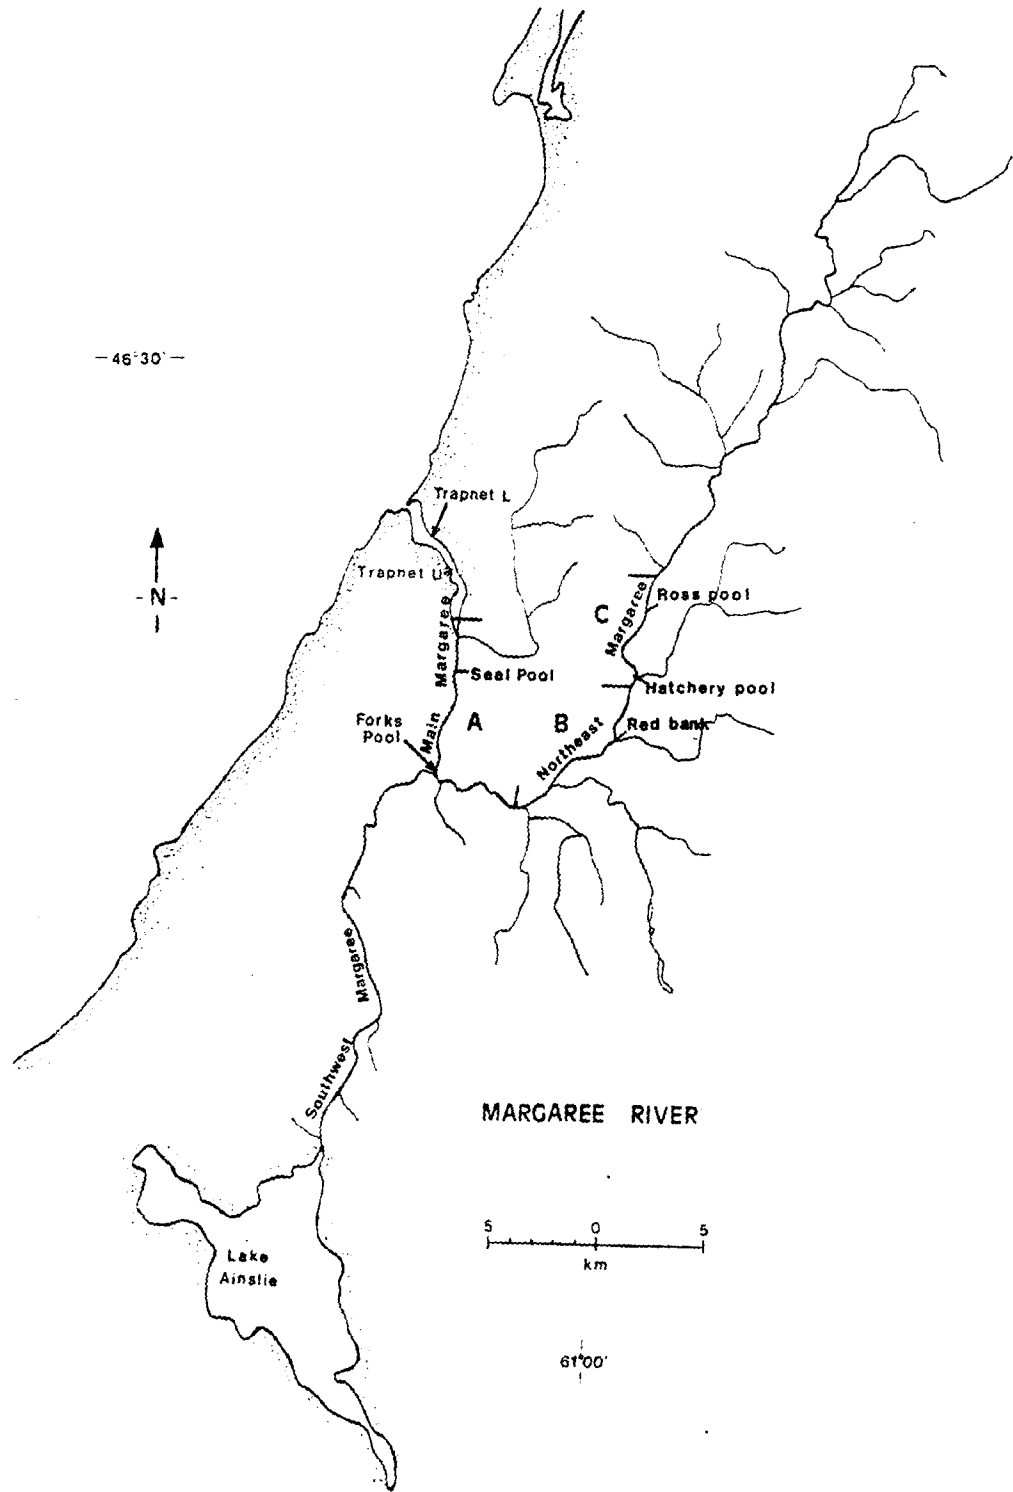 —46°30'—
Trapnet L
-N-
Trapnet U
Margaree
Main
Ross pool
C
Margaree
Seal Pool
Hatchery pool
Forks
Pool
A
B
Northeast
Red bank
Margaree
Southwest
MARGAREE RIVER
5 0 5
km
Lake
Ainslie
61°00'